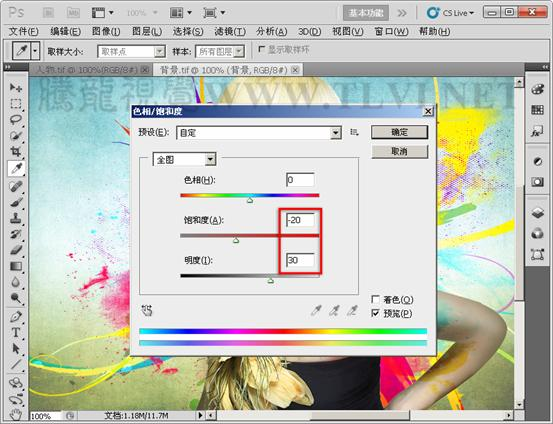 Ps Br Mb 100% 基本功能 >> CS Live
文件(F) 编辑(E) 图像(I) 图层(L) 选择(S) 滤镜(T) 分析(A) 3D(D) 视图(V) 窗口(W) 帮助(H)
取样大小: 取样点 样本: 所有图层 显示取样环
人物.tif @ 100%(RGB/8#) × 背景.tif @ 100% (背景, RGB/8#) ×
腾龍視覺 WWW.TLVI.NET
色相/饱和度
预设(E): 自定 确定
取消
全图
色相(H): 0
饱和度(A): -20
明度(I): 30
着色(O)
预览(P)
100% 文档:1.18M/11.7M